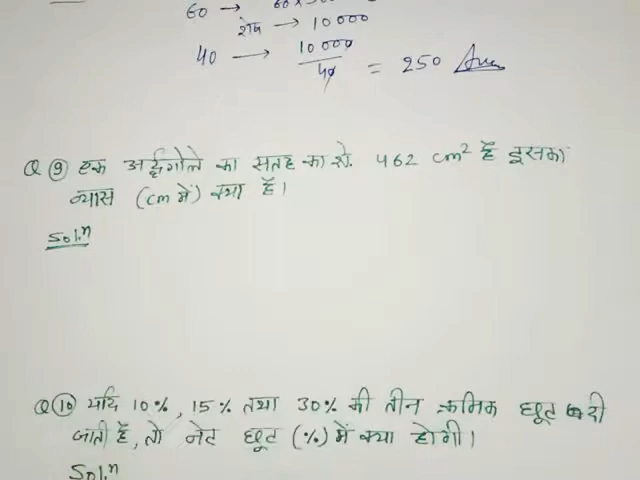 60 →
शेष → 10000
40 → 10000/40 = 250 Ans
Q ⑨ एक अर्द्धगोले का सतह का क्षे. 462 cm² है इसका
व्यास (cm में) क्या है।
Sol.ⁿ
Q ⑩ यदि 10%, 15% तथा 30% की तीन क्रमिक छूट दी
जाती है, तो नेट छूट (%) में क्या होगी।
Sol.ⁿ